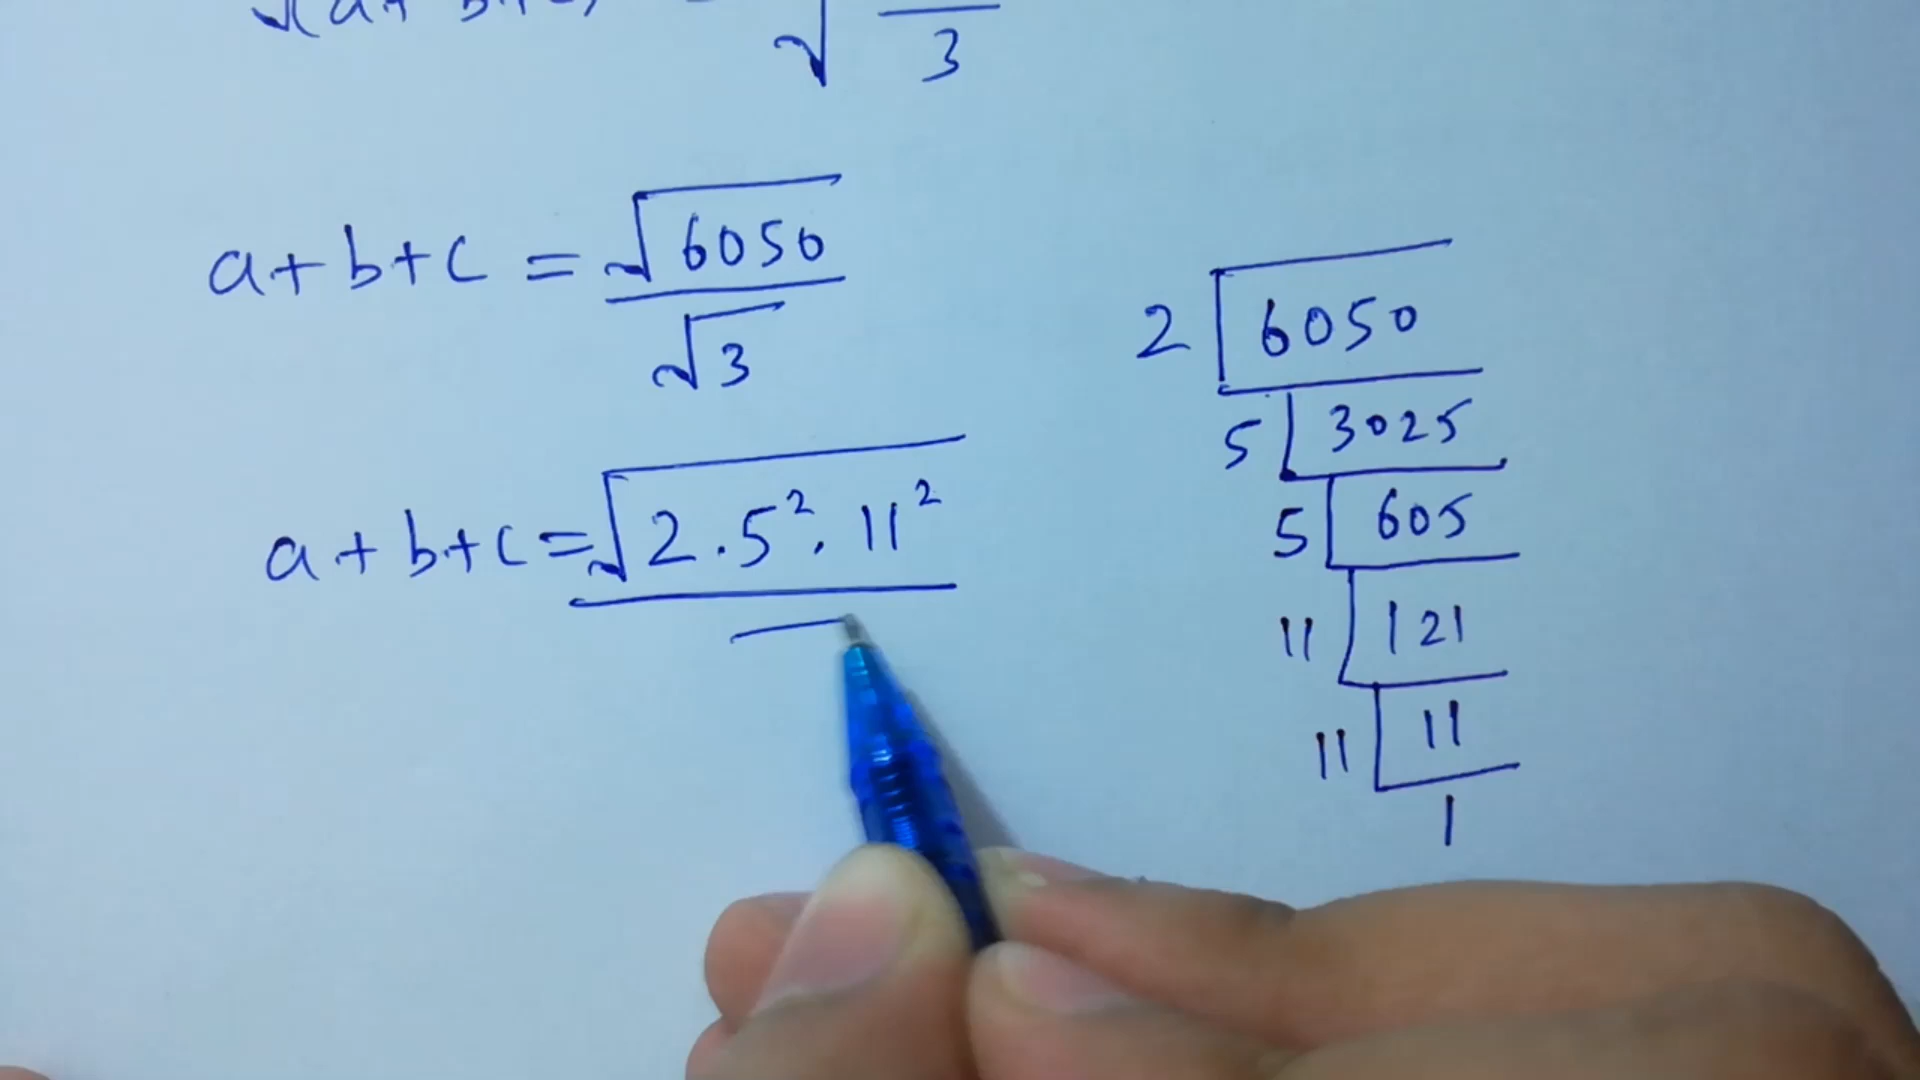 √(a+b+c)
3
a+b+c = √6050
√3
a+b+c = √2.5².11²
2 6050
5 3025
5 605
11 121
11 11
1